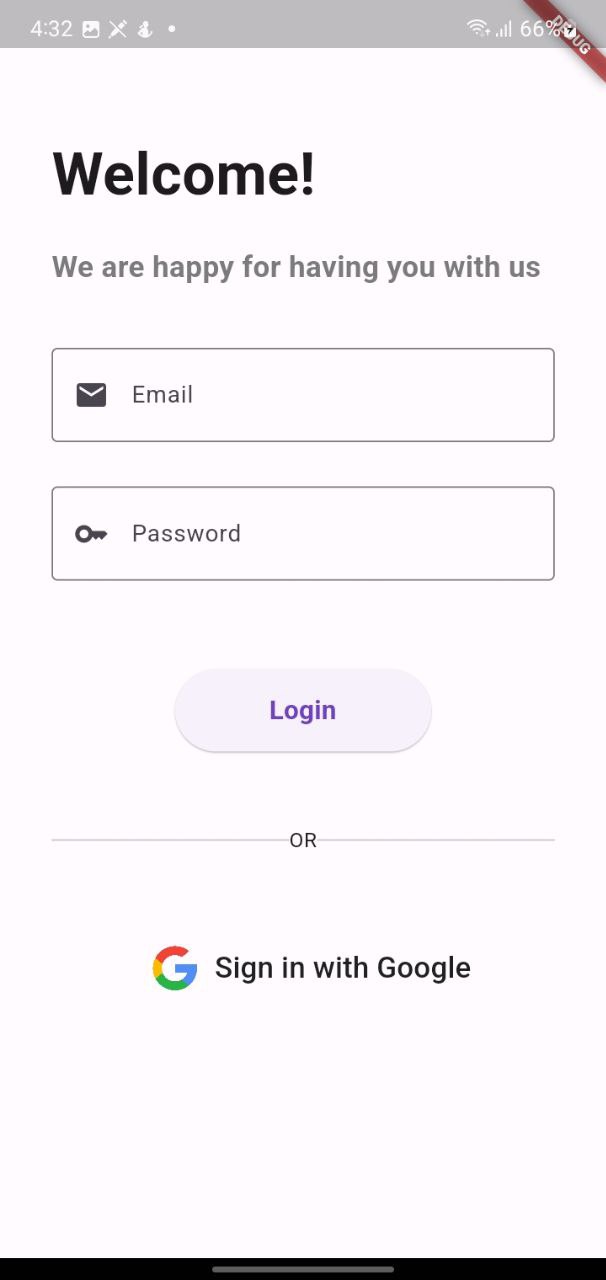 4:32 66%
DEBUG
Welcome!
We are happy for having you with us
Email
Password
Login
OR
Sign in with Google